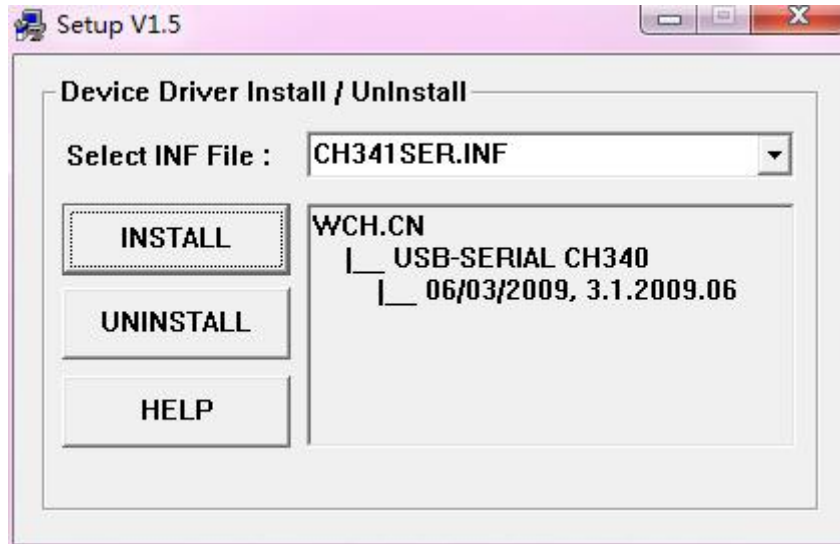 Setup V1.5
Device Driver Install / UnInstall
Select INF File :
CH341SER.INF
INSTALL
UNINSTALL
HELP
WCH.CN
|__ USB-SERIAL CH340
|__ 06/03/2009, 3.1.2009.06